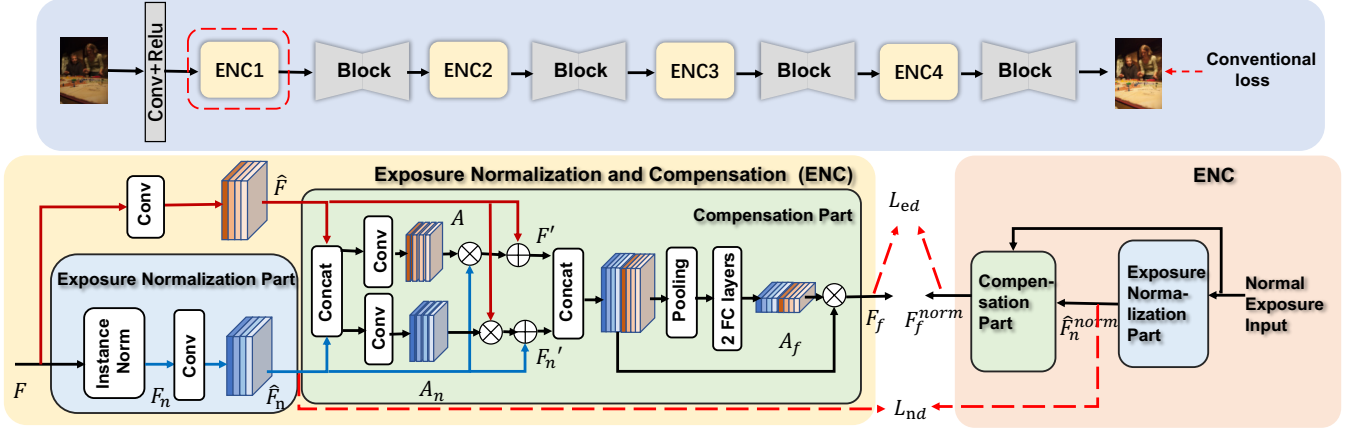 Conv+Relu
ENC1
Block
ENC2
Block
ENC3
Block
ENC4
Block
Conventional
loss
Exposure Normalization and Compensation (ENC)
Conv
F̂
Exposure Normalization Part
F
Instance
Norm
F_n
Conv
F̂_n
Compensation Part
Concat
Conv
A
F′
Conv
A_n
F_n′
Concat
Pooling
2 FC layers
A_f
F_f
L_ed
F_f^norm
L_nd
ENC
Compen-
sation
Part
F̂_n^norm
Exposure
Norma-
lization
Part
Normal
Exposure
Input